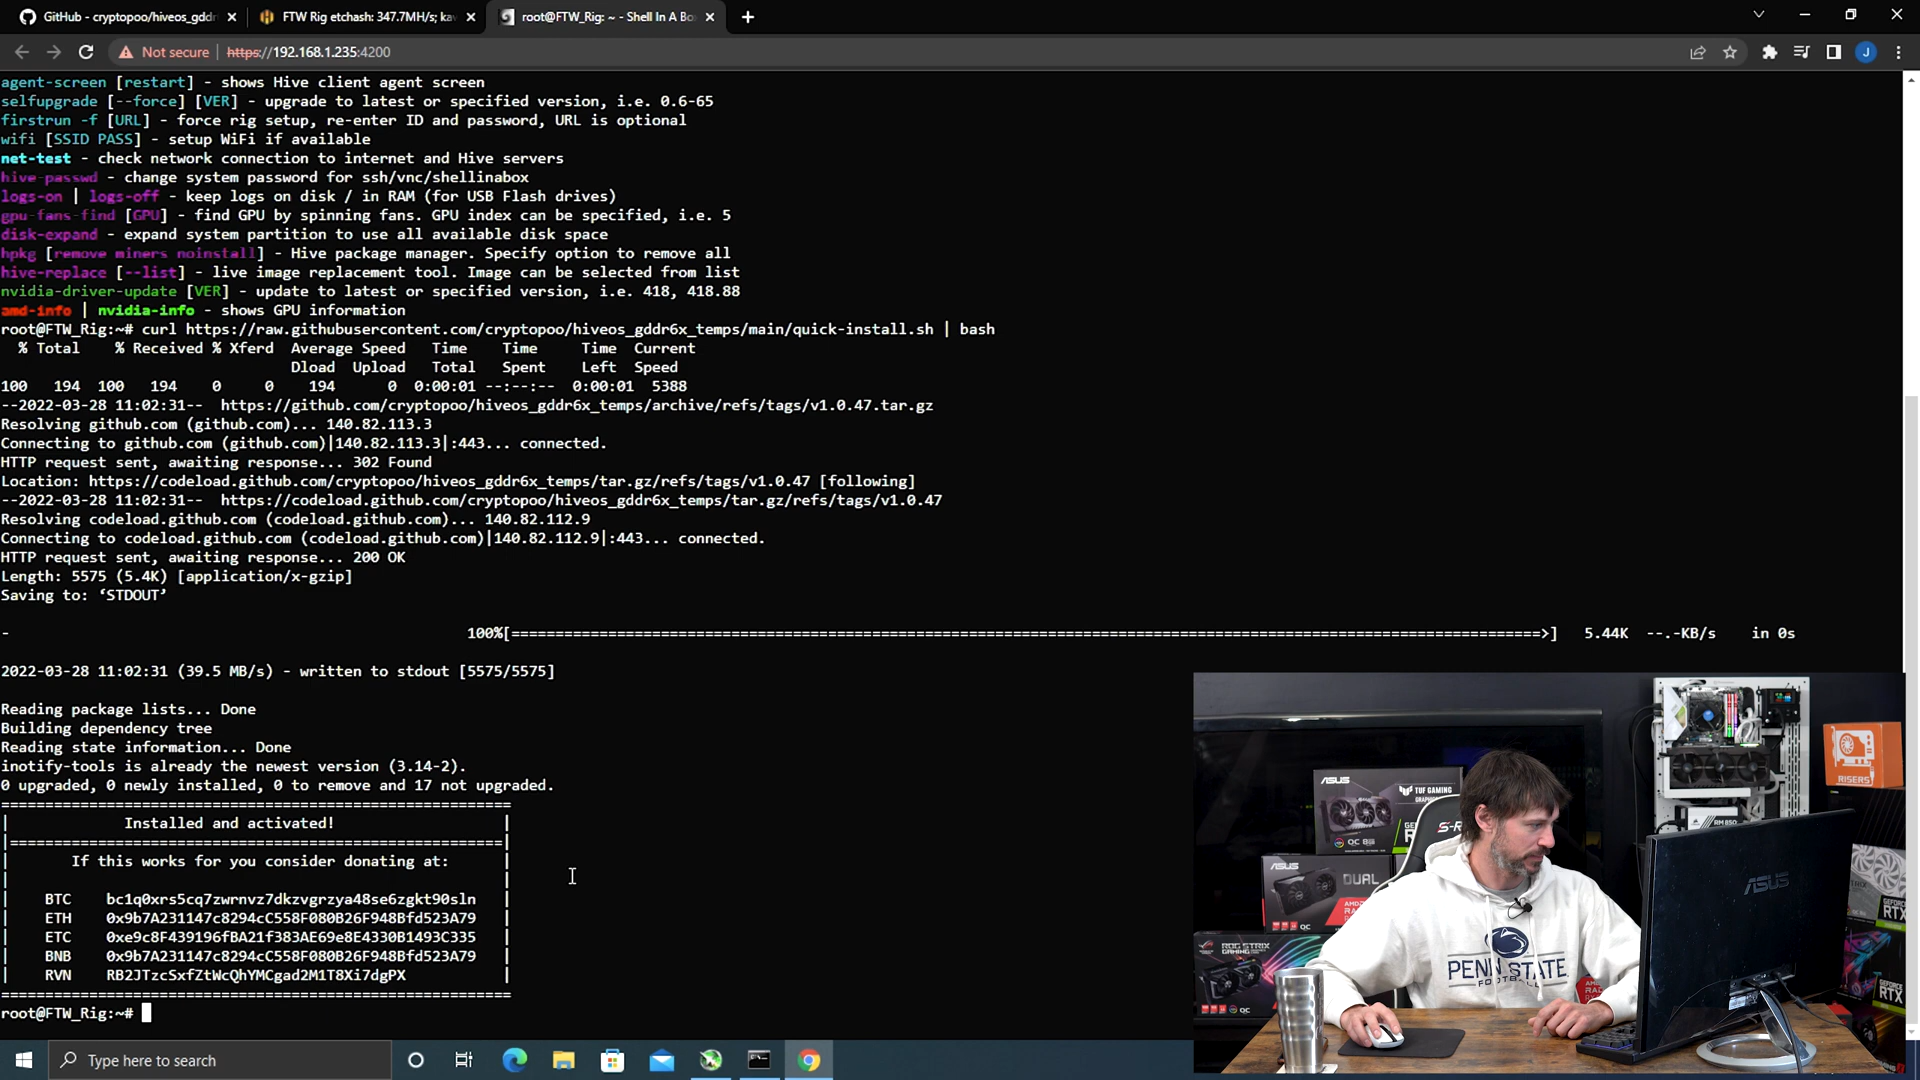 GitHub - cryptopoo/hiveos_gddr
FTW Rig etchash: 347.7MH/s; kav
root@FTW_Rig: ~ - Shell In A Bo
Not secure
https://192.168.1.235:4200
J
agent-screen [restart] - shows Hive client agent screen
selfupgrade [--force] [VER] - upgrade to latest or specified version, i.e. 0.6-65
firstrun -f [URL] - force rig setup, re-enter ID and password, URL is optional
wifi [SSID PASS] - setup WiFi if available
net-test - check network connection to internet and Hive servers
hive-passwd - change system password for ssh/vnc/shellinabox
logs-on | logs-off - keep logs on disk / in RAM (for USB Flash drives)
gpu-fans-find [GPU] - find GPU by spinning fans. GPU index can be specified, i.e. 5
disk-expand - expand system partition to use all available disk space
hpkg [remove miners noinstall] - Hive package manager. Specify option to remove all
hive-replace [--list] - live image replacement tool. Image can be selected from list
nvidia-driver-update [VER] - update to latest or specified version, i.e. 418, 418.88
amd-info | nvidia-info - shows GPU information
root@FTW_Rig:~# curl https://raw.githubusercontent.com/cryptopoo/hiveos_gddr6x_temps/main/quick-install.sh | bash
% Total % Received % Xferd Average Speed Time Time Time Current
Dload Upload Total Spent Left Speed
100 194 100 194 0 0 194 0 0:00:01 --:--:-- 0:00:01 5388
--2022-03-28 11:02:31-- https://github.com/cryptopoo/hiveos_gddr6x_temps/archive/refs/tags/v1.0.47.tar.gz
Resolving github.com (github.com)... 140.82.113.3
Connecting to github.com (github.com)|140.82.113.3|:443... connected.
HTTP request sent, awaiting response... 302 Found
Location: https://codeload.github.com/cryptopoo/hiveos_gddr6x_temps/tar.gz/refs/tags/v1.0.47 [following]
--2022-03-28 11:02:31-- https://codeload.github.com/cryptopoo/hiveos_gddr6x_temps/tar.gz/refs/tags/v1.0.47
Resolving codeload.github.com (codeload.github.com)... 140.82.112.9
Connecting to codeload.github.com (codeload.github.com)|140.82.112.9|:443... connected.
HTTP request sent, awaiting response... 200 OK
Length: 5575 (5.4K) [application/x-gzip]
Saving to: ‘STDOUT’
- 100%[=====================================================================================================================>] 5.44K --.-KB/s in 0s
2022-03-28 11:02:31 (39.5 MB/s) - written to stdout [5575/5575]
Reading package lists... Done
Building dependency tree
Reading state information... Done
inotify-tools is already the newest version (3.14-2).
0 upgraded, 0 newly installed, 0 to remove and 17 not upgraded.
==========================================================
| Installed and activated! |
|========================================================|
| If this works for you consider donating at: |
| |
| BTC bc1q0xrs5cq7zwrnvz7dkzvgrzya48se6zgkt90sln |
| ETH 0x9b7A231147c8294cC558F080B26F948Bfd523A79 |
| ETC 0xe9c8F439196fBA21f383AE69e8E4330B1493C335 |
| BNB 0x9b7A231147c8294cC558F080B26F948Bfd523A79 |
| RVN RB2JTzcSxfZtWcQhYMCgad2M1T8Xi7dgPX |
==========================================================
root@FTW_Rig:~#
ASUS
TUF GAMING
OC
ASUS
DUAL
OC
ROG STRIX
OC
RISERS
RM 850
PENN STATE
FOOTBALL
ASUS
GEFORCE RTX
GEFORCE RTX
Type here to search